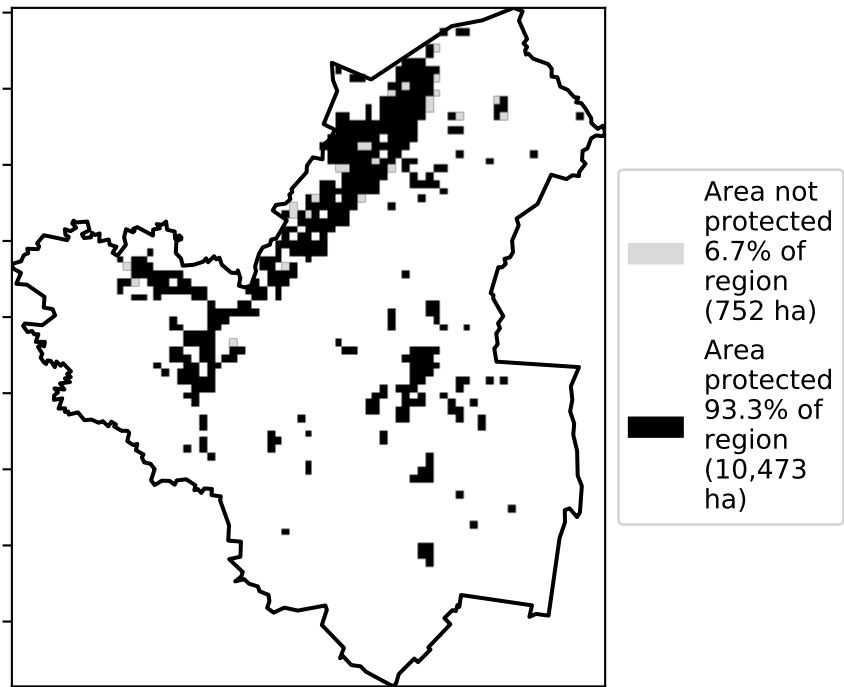 Area not
protected
6.7% of
region
(752 ha)
Area
protected
93.3% of
region
(10,473
ha)